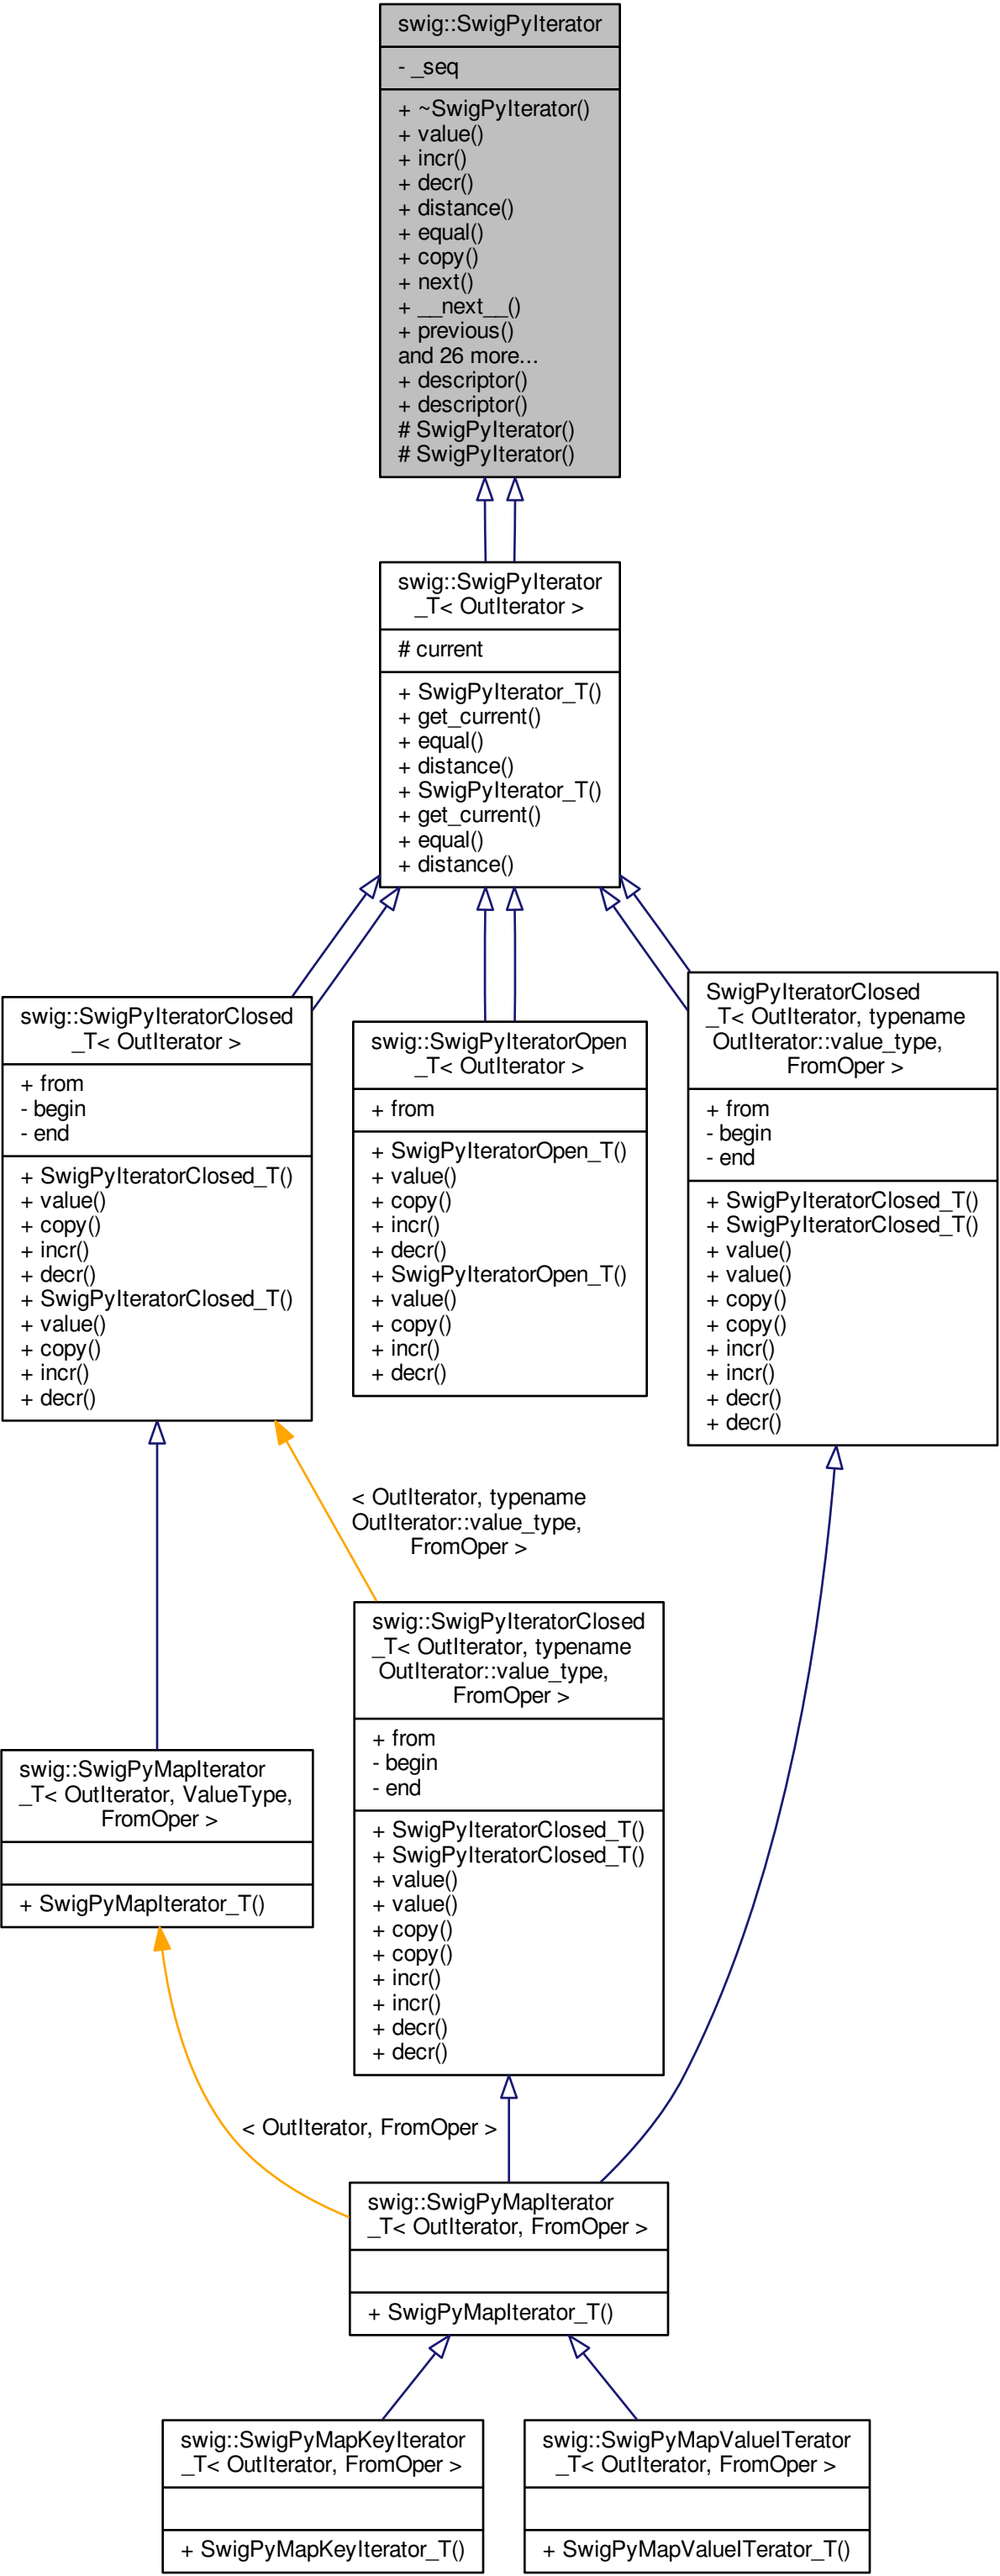 swig::SwigPyIterator
- _seq
+ ~SwigPyIterator()
+ value()
+ incr()
+ decr()
+ distance()
+ equal()
+ copy()
+ next()
+ __next__()
+ previous()
and 26 more...
+ descriptor()
+ descriptor()
# SwigPyIterator()
# SwigPyIterator()
swig::SwigPyIterator
_T< OutIterator >
# current
+ SwigPyIterator_T()
+ get_current()
+ equal()
+ distance()
+ SwigPyIterator_T()
+ get_current()
+ equal()
+ distance()
swig::SwigPyIteratorClosed
_T< OutIterator >
+ from
- begin
- end
+ SwigPyIteratorClosed_T()
+ value()
+ copy()
+ incr()
+ decr()
+ SwigPyIteratorClosed_T()
+ value()
+ copy()
+ incr()
+ decr()
swig::SwigPyIteratorOpen
_T< OutIterator >
+ from
+ SwigPyIteratorOpen_T()
+ value()
+ copy()
+ incr()
+ decr()
+ SwigPyIteratorOpen_T()
+ value()
+ copy()
+ incr()
+ decr()
SwigPyIteratorClosed
_T< OutIterator, typename
OutIterator::value_type,
FromOper >
+ from
- begin
- end
+ SwigPyIteratorClosed_T()
+ SwigPyIteratorClosed_T()
+ value()
+ value()
+ copy()
+ copy()
+ incr()
+ incr()
+ decr()
+ decr()
< OutIterator, typename
OutIterator::value_type,
FromOper >
swig::SwigPyIteratorClosed
_T< OutIterator, typename
OutIterator::value_type,
FromOper >
+ from
- begin
- end
+ SwigPyIteratorClosed_T()
+ SwigPyIteratorClosed_T()
+ value()
+ value()
+ copy()
+ copy()
+ incr()
+ incr()
+ decr()
+ decr()
swig::SwigPyMapIterator
_T< OutIterator, ValueType,
FromOper >
+ SwigPyMapIterator_T()
< OutIterator, FromOper >
swig::SwigPyMapIterator
_T< OutIterator, FromOper >
+ SwigPyMapIterator_T()
swig::SwigPyMapKeyIterator
_T< OutIterator, FromOper >
+ SwigPyMapKeyIterator_T()
swig::SwigPyMapValueITerator
_T< OutIterator, FromOper >
+ SwigPyMapValueITerator_T()